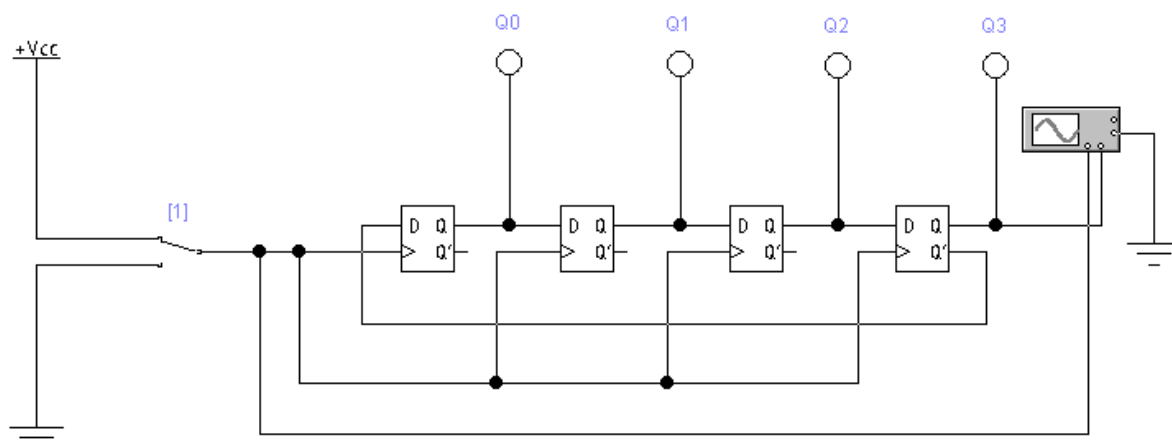 Q0 Q1 Q2 Q3
+Vcc
[1]
D Q D Q D Q D Q
Q' Q' Q' Q'